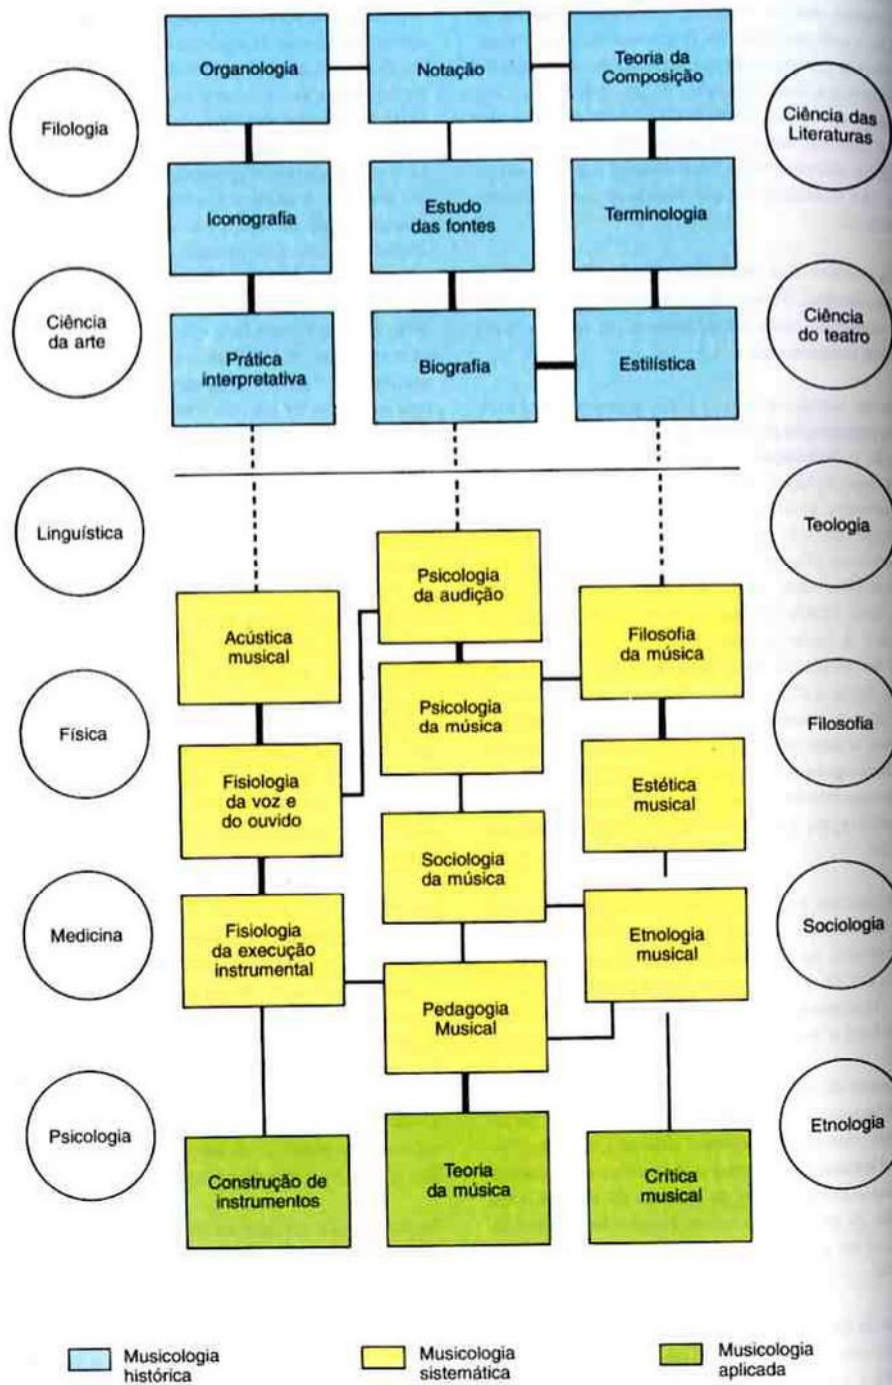 Organologia
Notação
Teoria da
Composição
Filologia
Ciência das
Literaturas
Iconografia
Estudo
das fontes
Terminologia
Ciência
da arte
Ciência
do teatro
Prática
interpretativa
Biografia
Estilística
Linguística
Teologia
Psicologia
da audição
Acústica
musical
Filosofia
da música
Física
Psicologia
da música
Filosofia
Fisiologia
da voz e
do ouvido
Estética
musical
Sociologia
da música
Medicina
Fisiologia
da execução
instrumental
Etnologia
musical
Sociologia
Pedagogia
Musical
Psicologia
Etnologia
Construção de
instrumentos
Teoria
da música
Crítica
musical
Musicologia
histórica
Musicologia
sistemática
Musicologia
aplicada